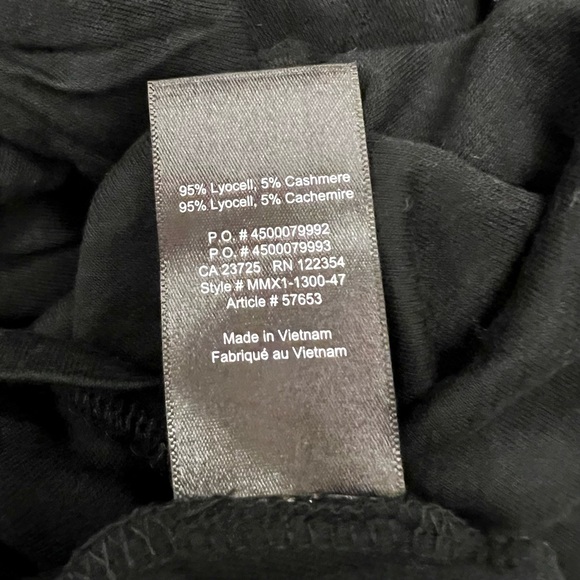 95% Lyocell, 5% Cashmere
95% Lyocell, 5% Cachemire
P.O. # 4500079992
P.O. # 4500079993
CA 23725 RN 122354
Style # MMX1-1300-47
Article # 57653
Made in Vietnam
Fabriqué au Vietnam